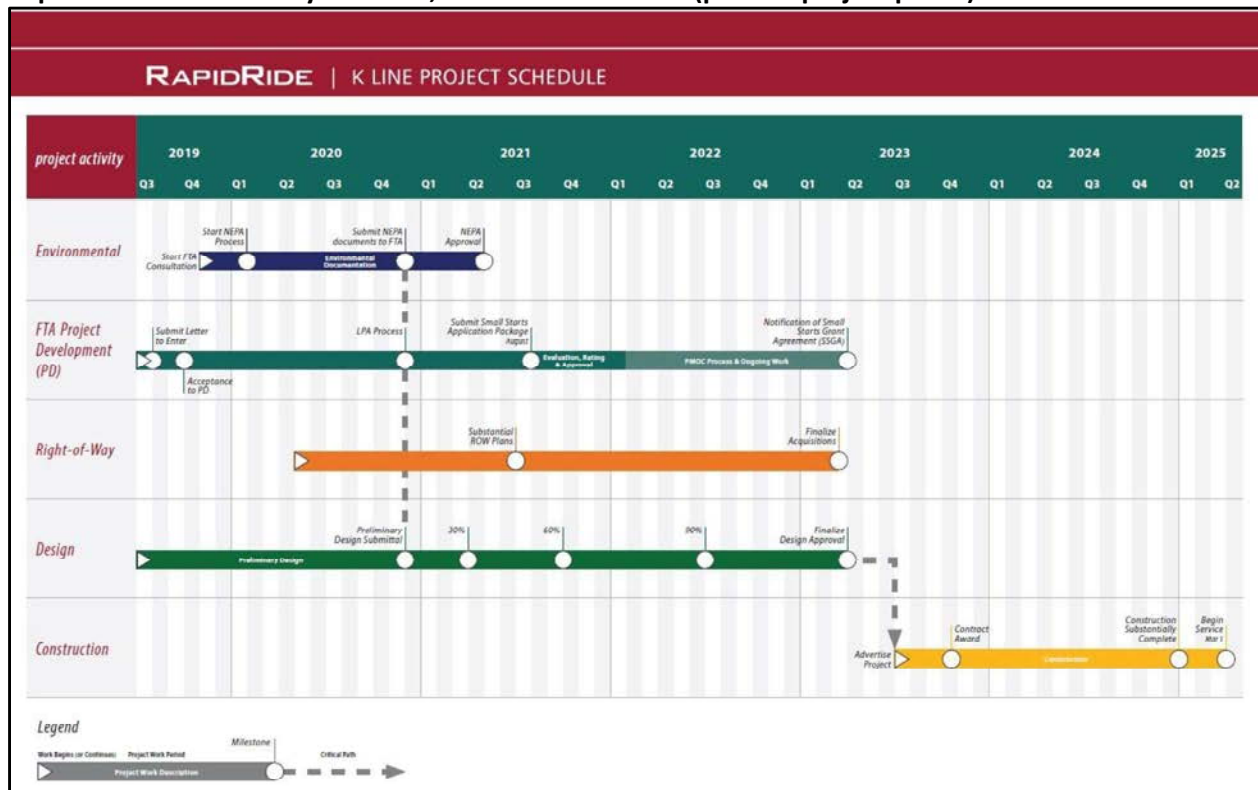 RAPIDRIDE | K LINE PROJECT SCHEDULE
project activity
2019 2020 2021 2022 2023 2024 2025
Q3 Q4 Q1 Q2 Q3 Q4 Q1 Q2 Q3 Q4 Q1 Q2 Q3 Q4 Q1 Q2 Q3 Q4 Q1 Q2 Q3 Q4 Q1 Q2
Environmental
Start FTA
Consultation
Start NEPA
Process
Submit NEPA
documents to FTA
NEPA
Approval
Environmental
Documentation
FTA Project
Development
(PD)
Submit Letter
to Enter
Acceptance
to PD
LPA Process
Submit Small Starts
Application Package
August
Evaluation, Rating
& Approval
Notification of Small
Starts Grant
Agreement (SSGA)
PMOC Process & Ongoing Work
Right-of-Way
Substantial
ROW Plans
Finalize
Acquisitions
Design
Preliminary Design
Preliminary
Design Submittal
30%
60%
90%
Finalize
Design Approval
Construction
Advertise
Project
Contract
Award
Construction
Construction
Substantially
Complete
Begin
Service
Mar 1
Legend
Work Begins (or Continues)
Project Work Period
Milestone
Critical Path
Project Work Description